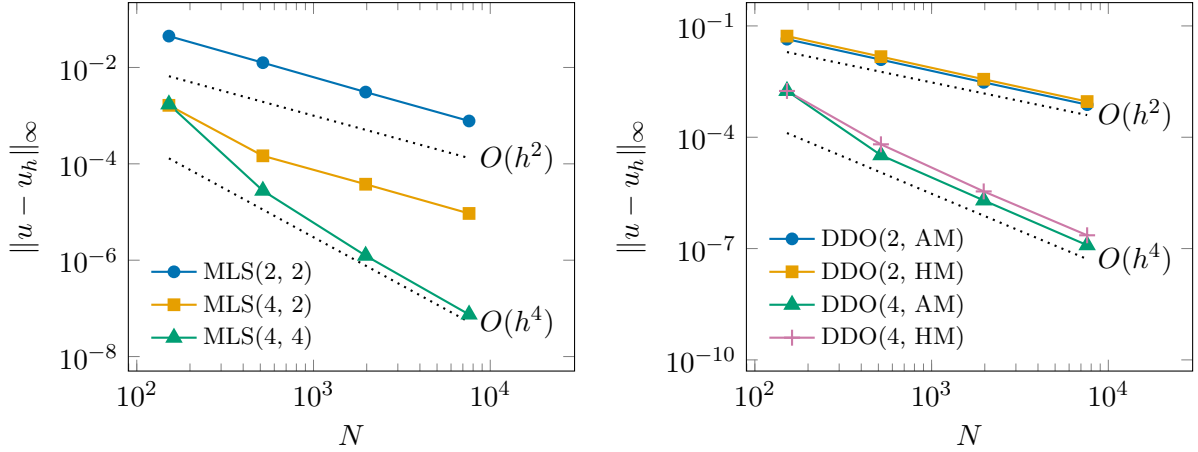 10^{-2}
10^{-4}
10^{-6}
10^{-8}
‖u − u_h‖_∞
O(h^2)
O(h^4)
MLS(2, 2)
MLS(4, 2)
MLS(4, 4)
10^2
10^3
10^4
N
10^{-1}
10^{-4}
10^{-7}
10^{-10}
‖u − u_h‖_∞
O(h^2)
O(h^4)
DDO(2, AM)
DDO(2, HM)
DDO(4, AM)
DDO(4, HM)
10^2
10^3
10^4
N